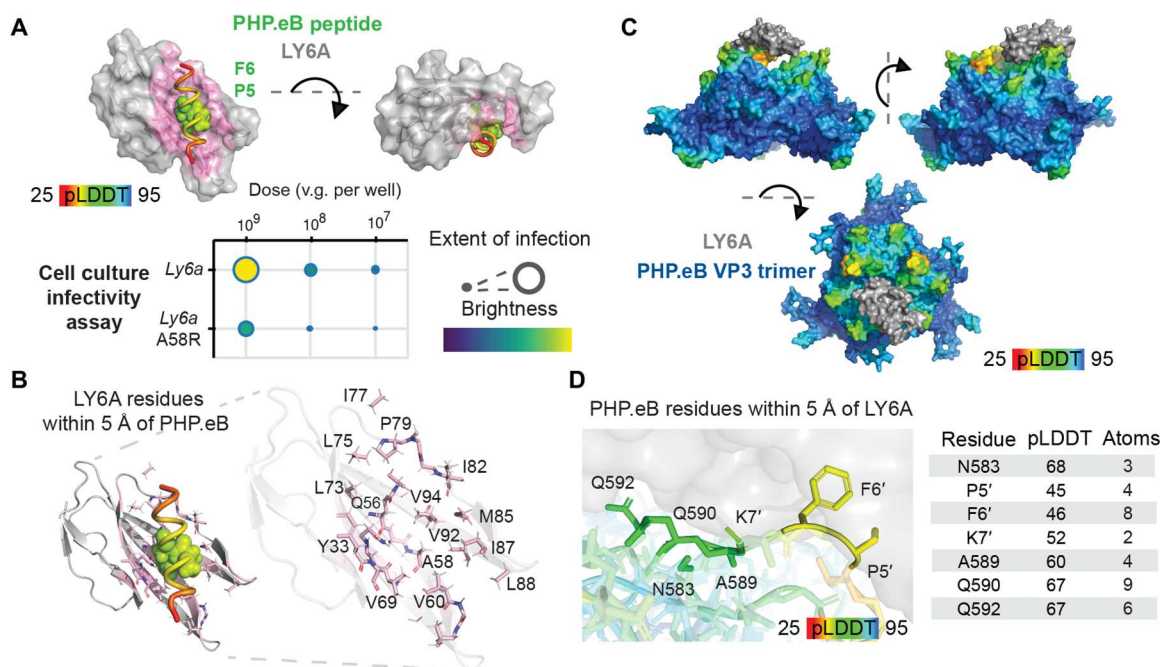 A
PHP.eB peptide
LY6A
F6
P5
25 pLDDT 95
Dose (v.g. per well)
10⁹ 10⁸ 10⁷
Cell culture
infectivity
assay
Ly6a
Ly6a
A58R
Extent of infection
Brightness
B
LY6A residues
within 5 Å of PHP.eB
I77
P79
L75
I82
L73
Q56
V94
M85
Y33
V92
I87
A58
L88
V69
V60
C
LY6A
PHP.eB VP3 trimer
25 pLDDT 95
D
PHP.eB residues within 5 Å of LY6A
Q592
Q590
K7′
F6′
N583
A589
P5′
25 pLDDT 95
Residue pLDDT Atoms
N583 68 3
P5′ 45 4
F6′ 46 8
K7′ 52 2
A589 60 4
Q590 67 9
Q592 67 6